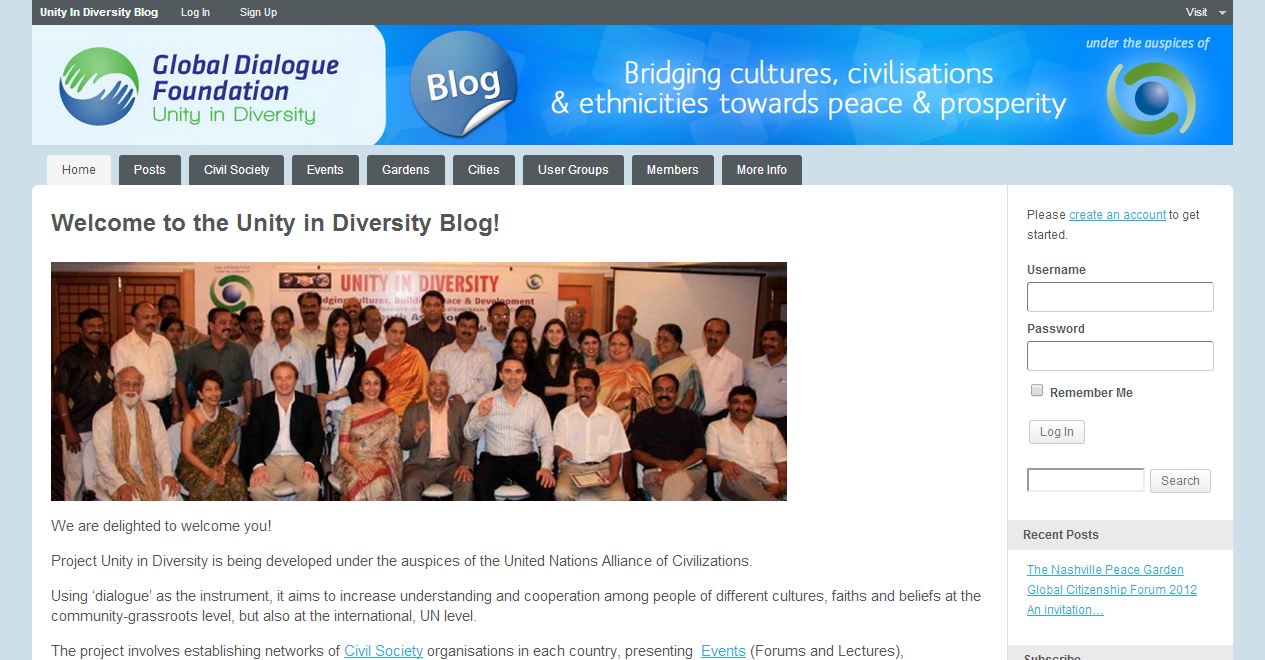 Unity In Diversity Blog Log In Sign Up Visit
Global Dialogue
Foundation
Unity in Diversity
Blog
Bridging cultures, civilisations
& ethnicities towards peace & prosperity
under the auspices of
Home Posts Civil Society Events Gardens Cities User Groups Members More Info
Welcome to the Unity in Diversity Blog!
UNITY IN DIVERSITY
We are delighted to welcome you!
Project Unity in Diversity is being developed under the auspices of the United Nations Alliance of Civilizations.
Using ‘dialogue’ as the instrument, it aims to increase understanding and cooperation among people of different cultures, faiths and beliefs at the
community-grassroots level, but also at the international, UN level.
The project involves establishing networks of Civil Society organisations in each country, presenting Events (Forums and Lectures),
Please create an account to get
started.
Username
Password
Remember Me
Log In
Search
Recent Posts
The Nashville Peace Garden
Global Citizenship Forum 2012
An invitation…
Subscribe